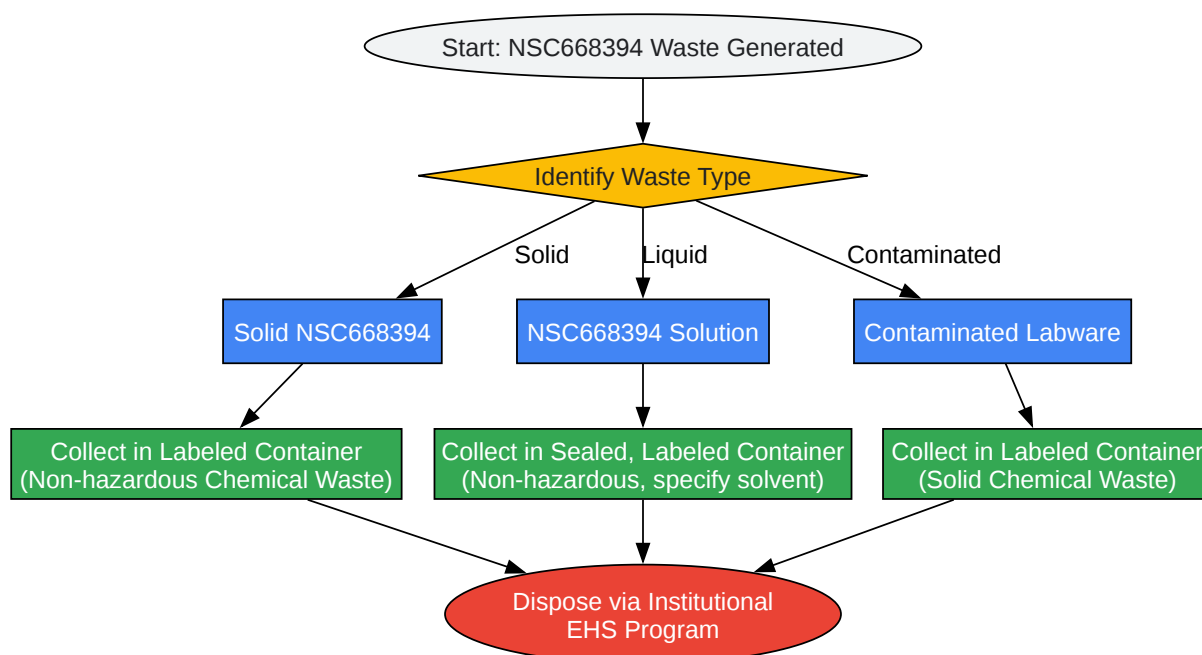 Start: NSC668394 Waste Generated
Identify Waste Type
Solid
Liquid
Contaminated
Solid NSC668394
NSC668394 Solution
Contaminated Labware
Collect in Labeled Container
(Non-hazardous Chemical Waste)
Collect in Sealed, Labeled Container
(Non-hazardous, specify solvent)
Collect in Labeled Container
(Solid Chemical Waste)
Dispose via Institutional
EHS Program